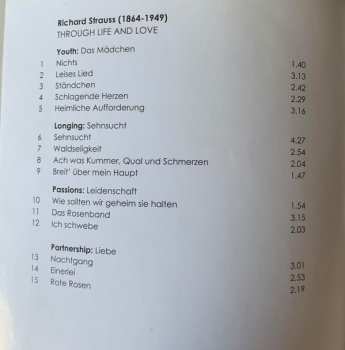 Richard Strauss (1864-1949)
THROUGH LIFE AND LOVE
Youth: Das Mädchen
1 Nichts 1.40
2 Leises Lied 3.13
3 Ständchen 2.42
4 Schlagende Herzen 2.29
5 Heimliche Aufforderung 3.16
Longing: Sehnsucht
6 Sehnsucht 4.27
7 Waldseligkeit 2.54
8 Ach was Kummer, Qual und Schmerzen 2.04
9 Breit' über mein Haupt 1.47
Passions: Leidenschaft
10 Wie sollten wir geheim sie halten 1.54
11 Das Rosenband 3.15
12 Ich schwebe 2.03
Partnership: Liebe
13 Nachtgang 3.01
14 Einerlei 2.53
15 Rote Rosen 2.19